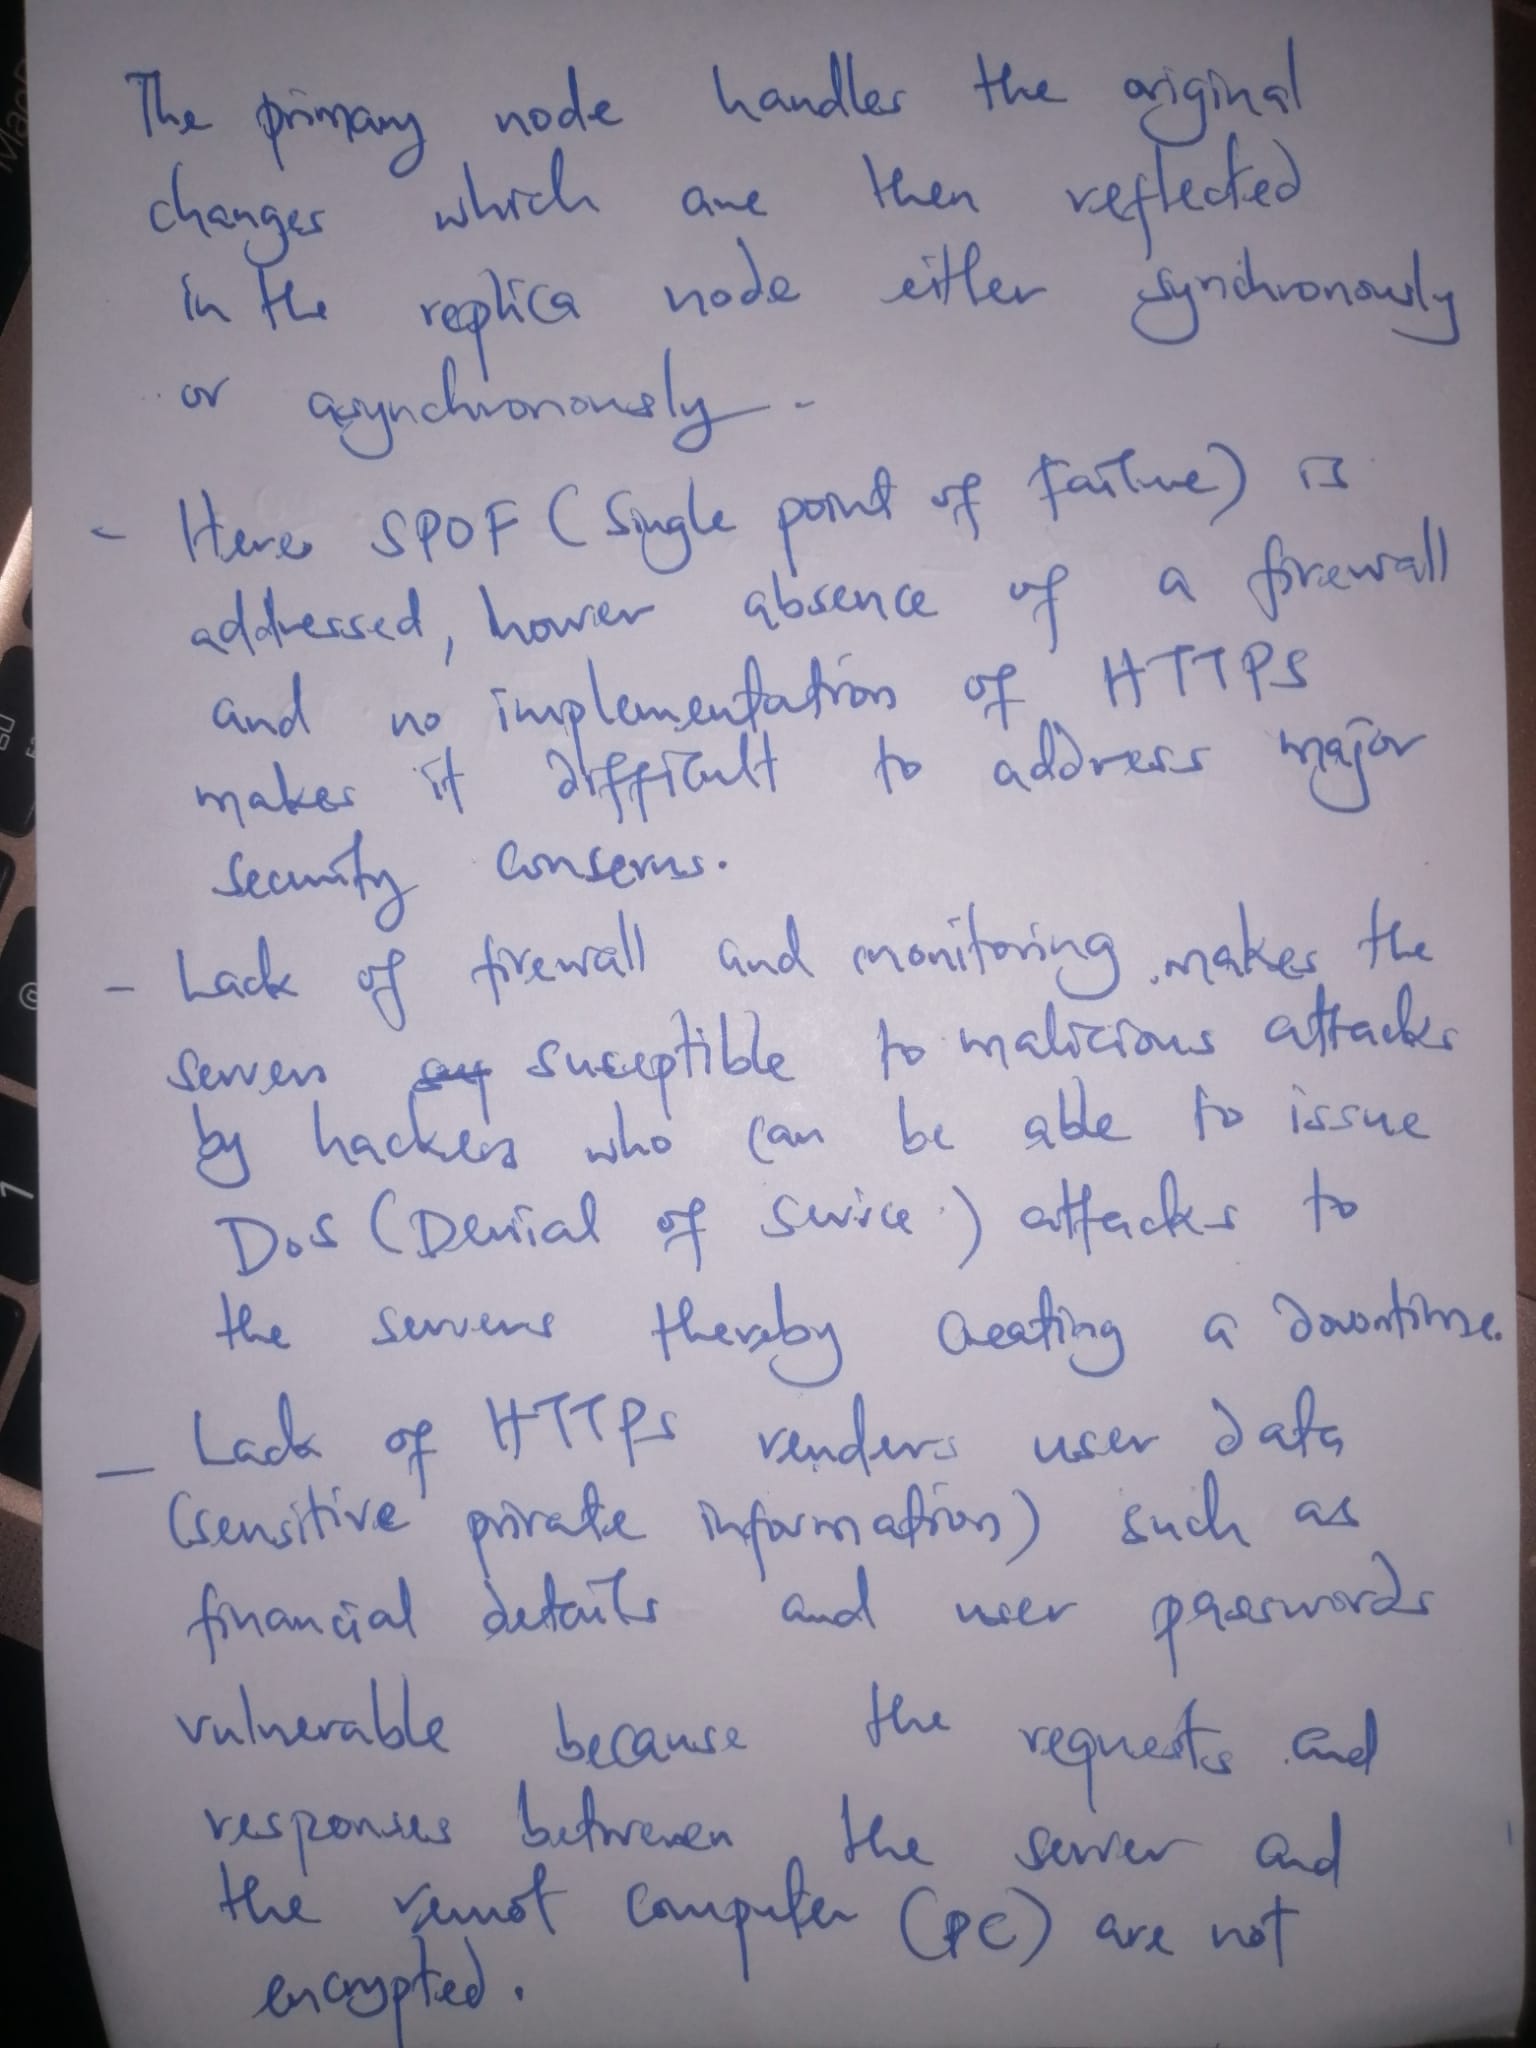 The primary node handles the original
changes which are then reflected
in the replica node either synchronously
or asynchronously.
- Here SPOF (Single point of failure) is
addressed, hower absence of a firewall
and no implementation of HTTPS
makes it difficult to address major
security conserns.
- Lack of firewall and monitoring makes the
servers suceptible to malicious attacks
by hackers who can be able to issue
DoS (Denial of Service) attacks to
the servers thereby creating a downtime.
- Lack of HTTPS renders user data
(sensitive private information) such as
financial details and user passwords
vulnerable because the requests and
responses between the server and
the remot computer (PC) are not
encrypted.